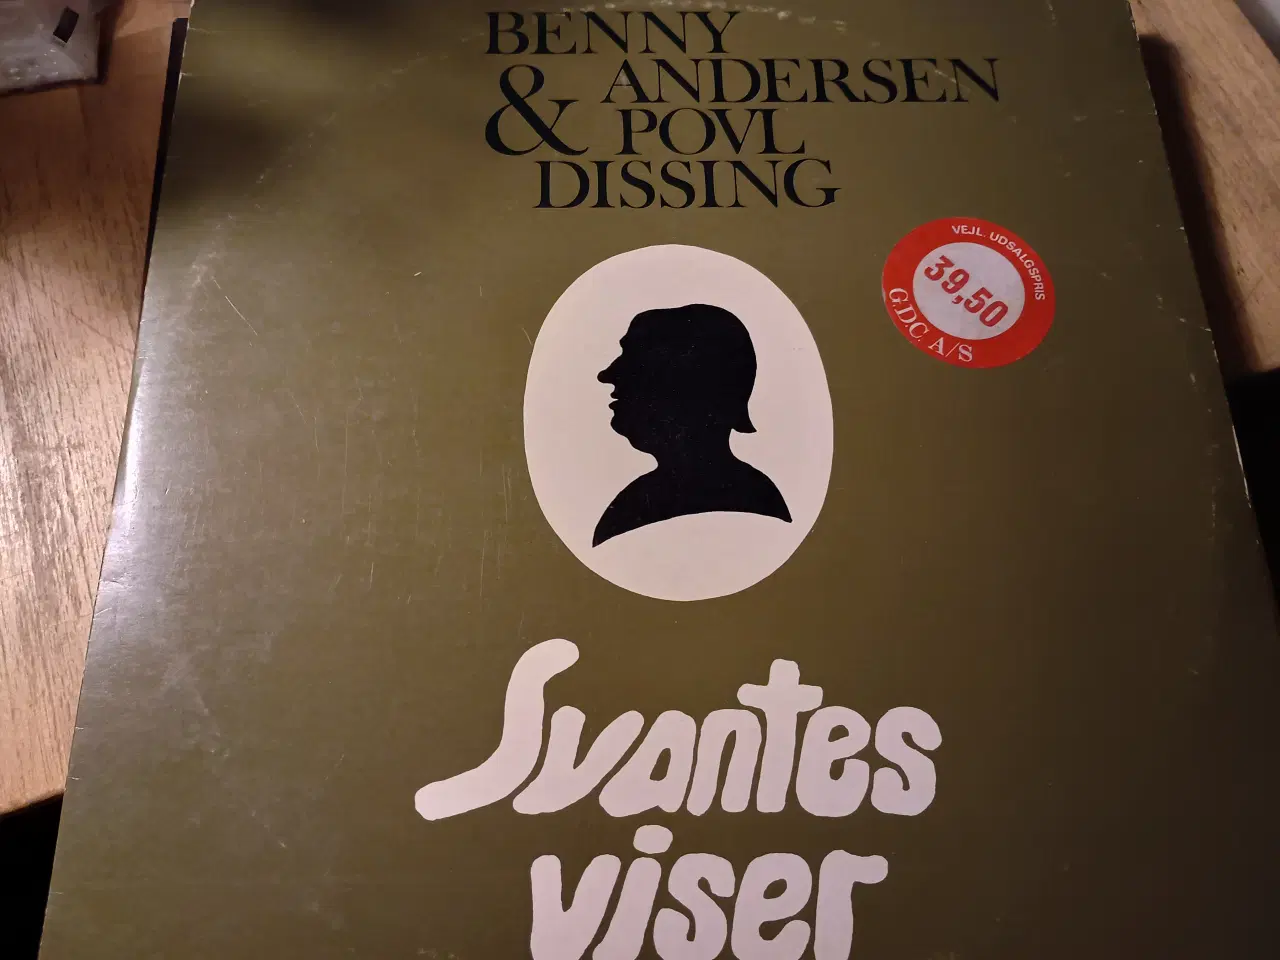 BENNY
& ANDERSEN
POVL
DISSING
VEJL. UDSALGSPRIS
39,50
G.D.C. A/S
Svantes
viser